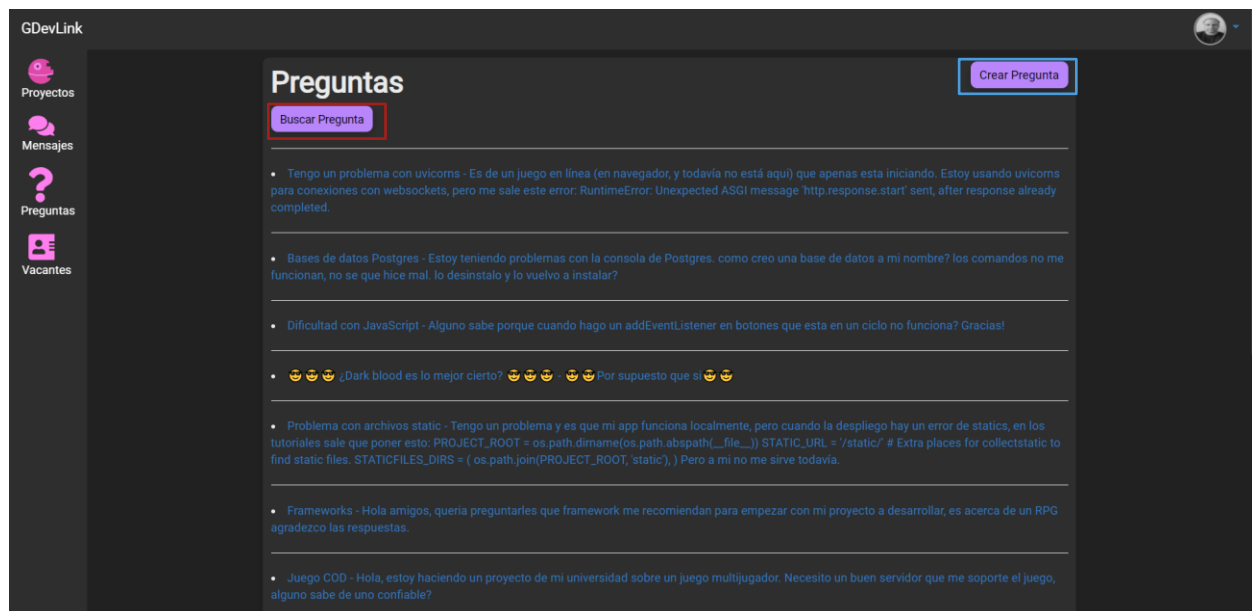 GDevLink
Proyectos
Mensajes
Preguntas
Vacantes
Preguntas
Crear Pregunta
Buscar Pregunta
Tengo un problema con uvicorns - Es de un juego en línea (en navegador, y todavía no está aqui) que apenas esta iniciando. Estoy usando uvicorns
para conexiones con websockets, pero me sale este error: RuntimeError: Unexpected ASGI message 'http.response.start' sent, after response already
completed.
Bases de datos Postgres - Estoy teniendo problemas con la consola de Postgres. como creo una base de datos a mi nombre? los comandos no me
funcionan, no se que hice mal. lo desinstalo y lo vuelvo a instalar?
Dificultad con JavaScript - Alguno sabe porque cuando hago un addEventListener en botones que esta en un ciclo no funciona? Gracias!
😎 😎 😎 ¿Dark blood es lo mejor cierto? 😎 😎 😎 - 😎 😎 Por supuesto que si 😎 😎
Problema con archivos static - Tengo un problema y es que mi app funciona localmente, pero cuando la despliego hay un error de statics, en los
tutoriales sale que poner esto: PROJECT_ROOT = os.path.dirname(os.path.abspath(__file__)) STATIC_URL = '/static/' # Extra places for collectstatic to
find static files. STATICFILES_DIRS = ( os.path.join(PROJECT_ROOT, 'static'), ) Pero a mi no me sirve todavía.
Frameworks - Hola amigos, queria preguntarles que framework me recomiendan para empezar con mi proyecto a desarrollar, es acerca de un RPG
agradezco las respuestas.
Juego COD - Hola, estoy haciendo un proyecto de mi universidad sobre un juego multijugador. Necesito un buen servidor que me soporte el juego,
alguno sabe de uno confiable?